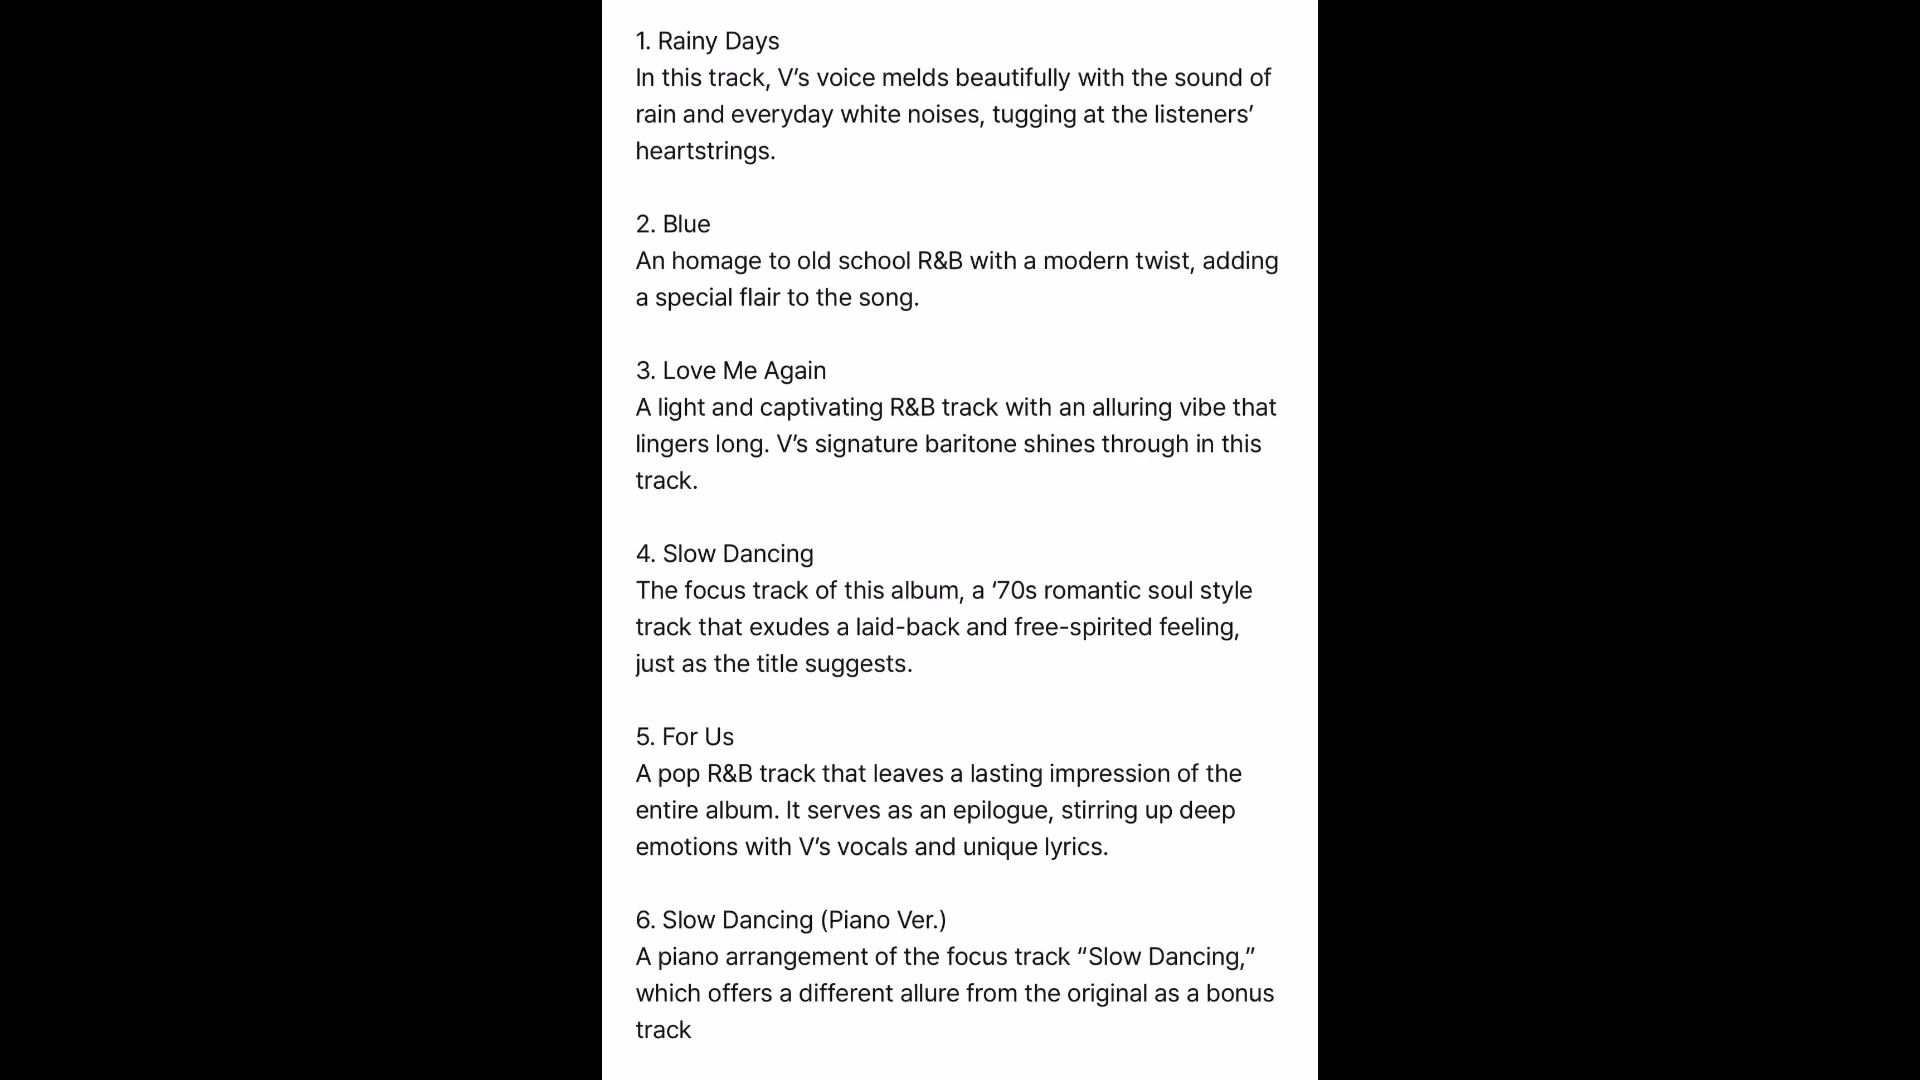 1. Rainy Days
In this track, V’s voice melds beautifully with the sound of
rain and everyday white noises, tugging at the listeners’
heartstrings.
2. Blue
An homage to old school R&B with a modern twist, adding
a special flair to the song.
3. Love Me Again
A light and captivating R&B track with an alluring vibe that
lingers long. V’s signature baritone shines through in this
track.
4. Slow Dancing
The focus track of this album, a ‘70s romantic soul style
track that exudes a laid-back and free-spirited feeling,
just as the title suggests.
5. For Us
A pop R&B track that leaves a lasting impression of the
entire album. It serves as an epilogue, stirring up deep
emotions with V’s vocals and unique lyrics.
6. Slow Dancing (Piano Ver.)
A piano arrangement of the focus track “Slow Dancing,”
which offers a different allure from the original as a bonus
track